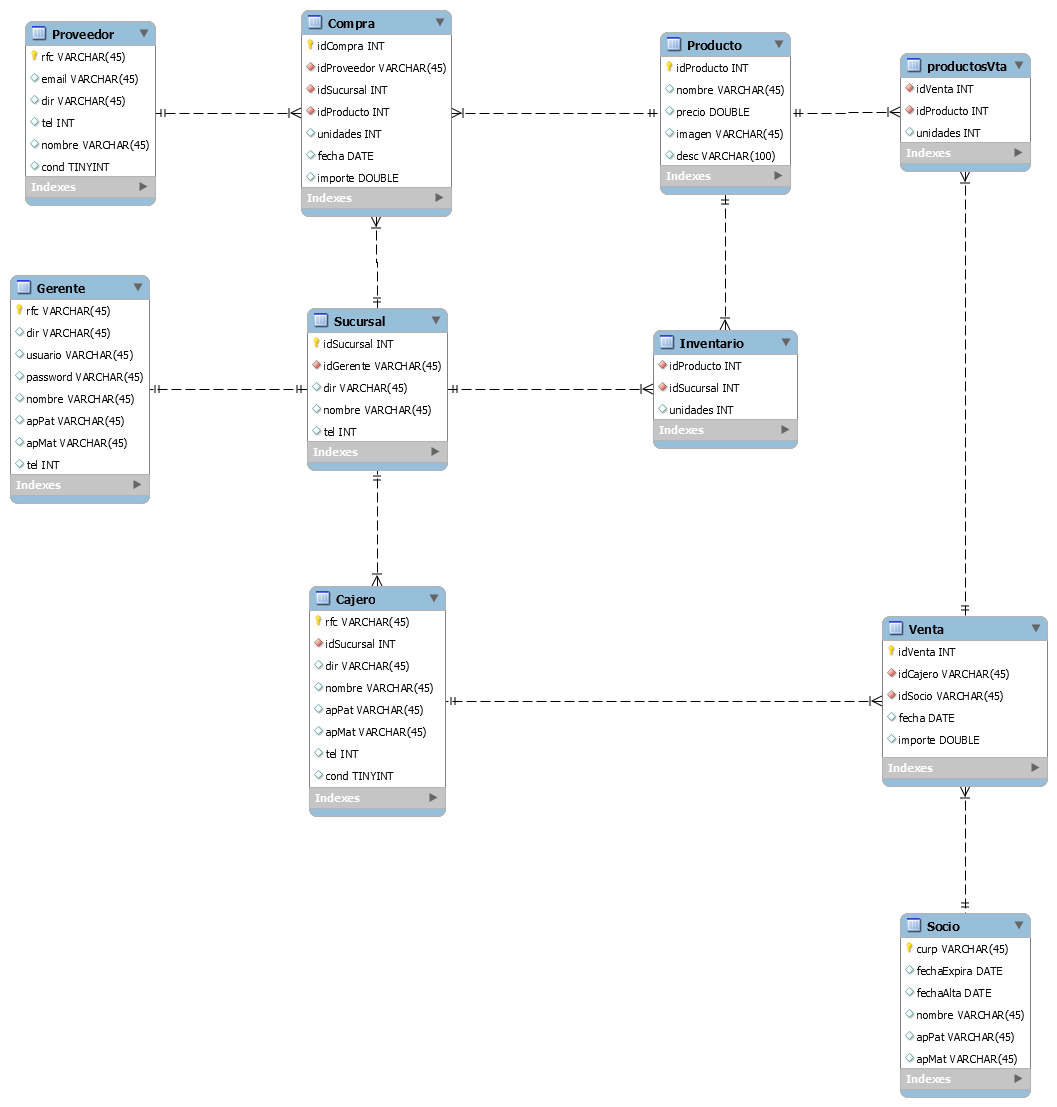 Proveedor
rfc VARCHAR(45)
email VARCHAR(45)
dir VARCHAR(45)
tel INT
nombre VARCHAR(45)
cond TINYINT
Indexes
Compra
idCompra INT
idProveedor VARCHAR(45)
idSucursal INT
idProducto INT
unidades INT
fecha DATE
importe DOUBLE
Indexes
Producto
idProducto INT
nombre VARCHAR(45)
precio DOUBLE
imagen VARCHAR(45)
desc VARCHAR(100)
Indexes
productosVta
idVenta INT
idProducto INT
unidades INT
Indexes
Gerente
rfc VARCHAR(45)
dir VARCHAR(45)
usuario VARCHAR(45)
password VARCHAR(45)
nombre VARCHAR(45)
apPat VARCHAR(45)
apMat VARCHAR(45)
tel INT
Indexes
Sucursal
idSucursal INT
idGerente VARCHAR(45)
dir VARCHAR(45)
nombre VARCHAR(45)
tel INT
Indexes
Inventario
idProducto INT
idSucursal INT
unidades INT
Indexes
Cajero
rfc VARCHAR(45)
idSucursal INT
dir VARCHAR(45)
nombre VARCHAR(45)
apPat VARCHAR(45)
apMat VARCHAR(45)
tel INT
cond TINYINT
Indexes
Venta
idVenta INT
idCajero VARCHAR(45)
idSocio VARCHAR(45)
fecha DATE
importe DOUBLE
Indexes
Socio
curp VARCHAR(45)
fechaExpira DATE
fechaAlta DATE
nombre VARCHAR(45)
apPat VARCHAR(45)
apMat VARCHAR(45)
Indexes